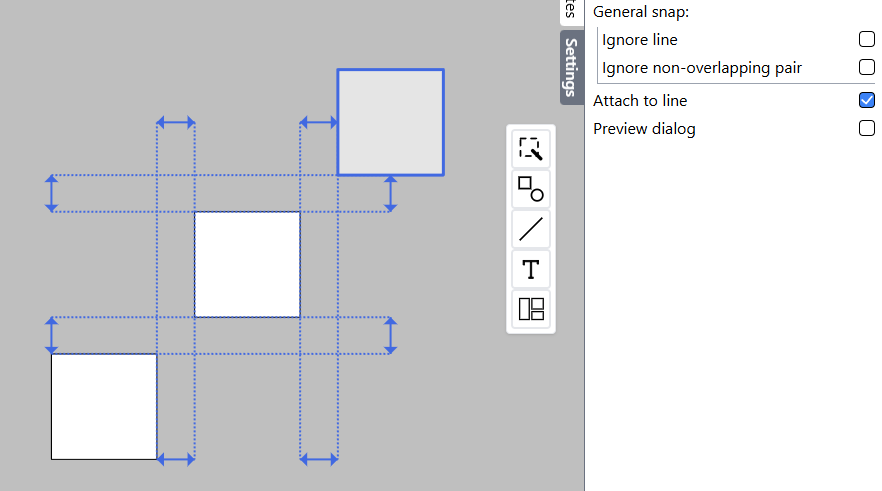 tes
Settings
General snap:
Ignore line
Ignore non-overlapping pair
Attach to line
Preview dialog
T